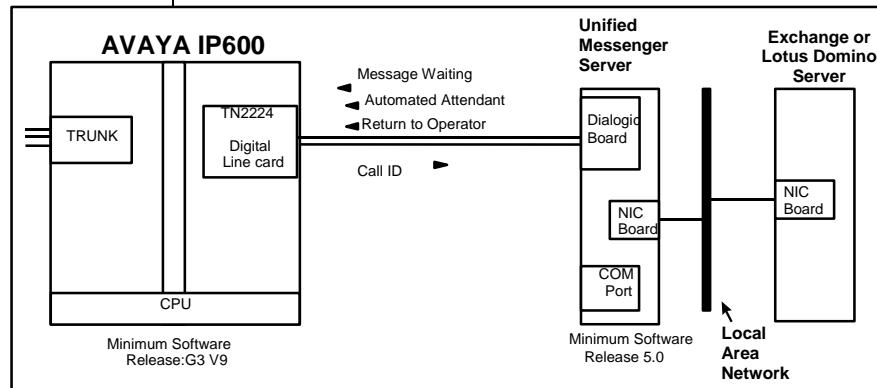 AVAYA IP600
TRUNK
TN2224
Digital
Line card
CPU
Minimum Software
Release:G3 V9
Message Waiting
Automated Attendant
Return to Operator
Call ID
Unified
Messenger
Server
Dialogic
Board
NIC
Board
COM
Port
Minimum Software
Release 5.0
Local
Area
Network
Exchange or
Lotus Domino
Server
NIC
Board